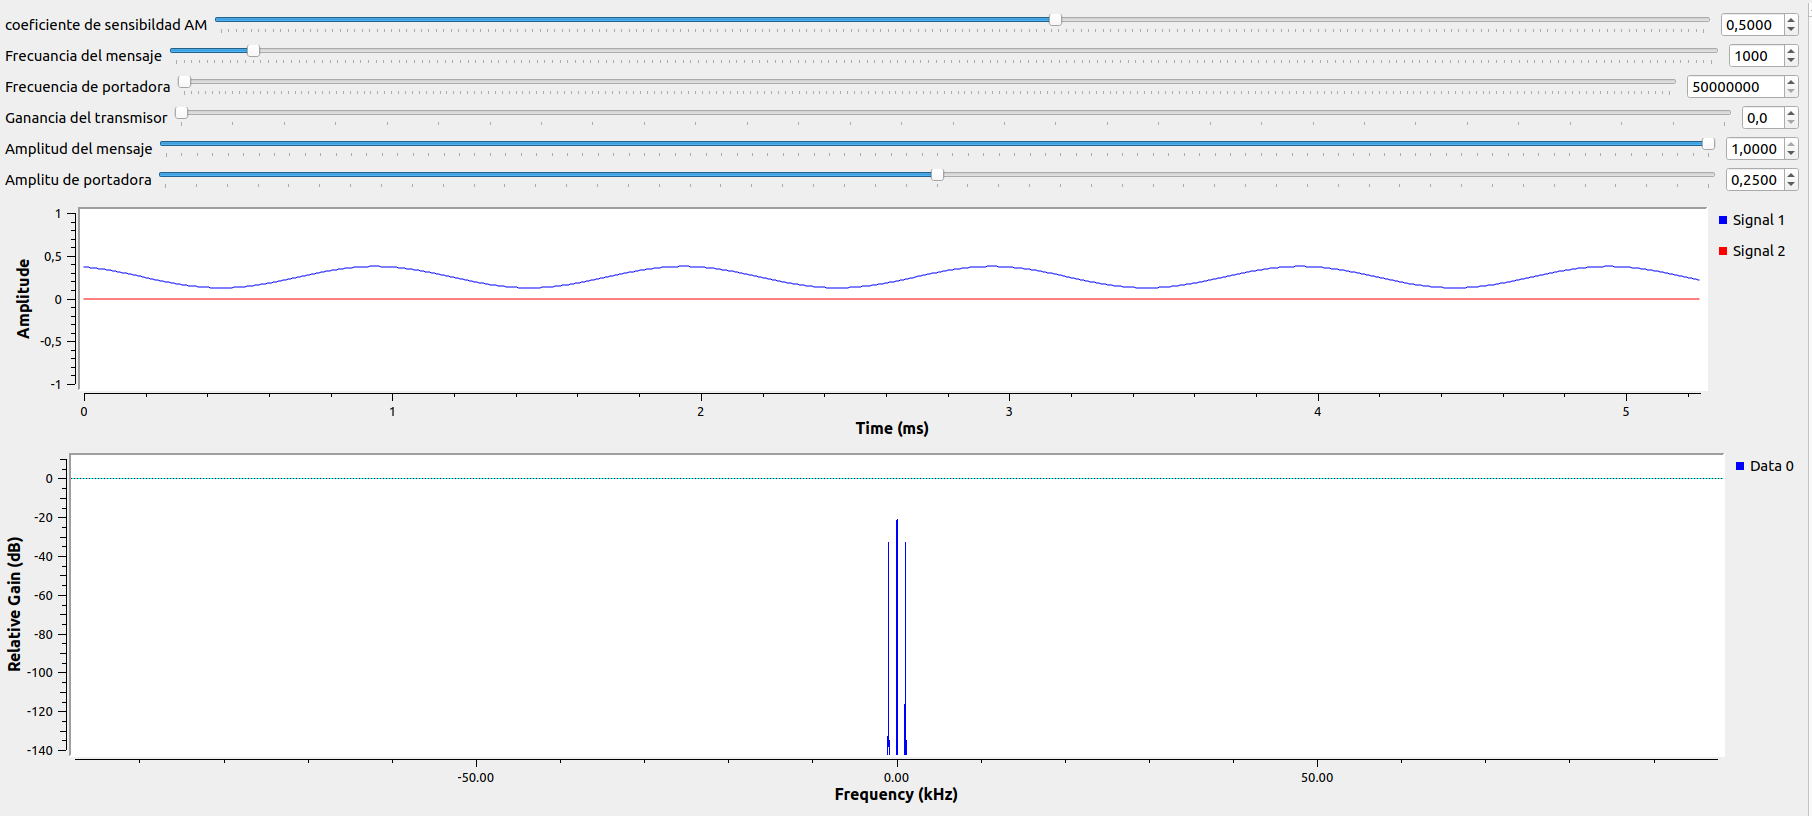 coeficiente de sensibildad AM 0,5000
Frecuancia del mensaje 1000
Frecuencia de portadora 50000000
Ganancia del transmisor 0,0
Amplitud del mensaje 1,0000
Amplitu de portadora 0,2500
Signal 1
Signal 2
Amplitude
1
0,5
0
-0,5
-1
0 1 2 3 4 5
Time (ms)
Data 0
Relative Gain (dB)
0
-20
-40
-60
-80
-100
-120
-140
-50.00 0.00 50.00
Frequency (kHz)